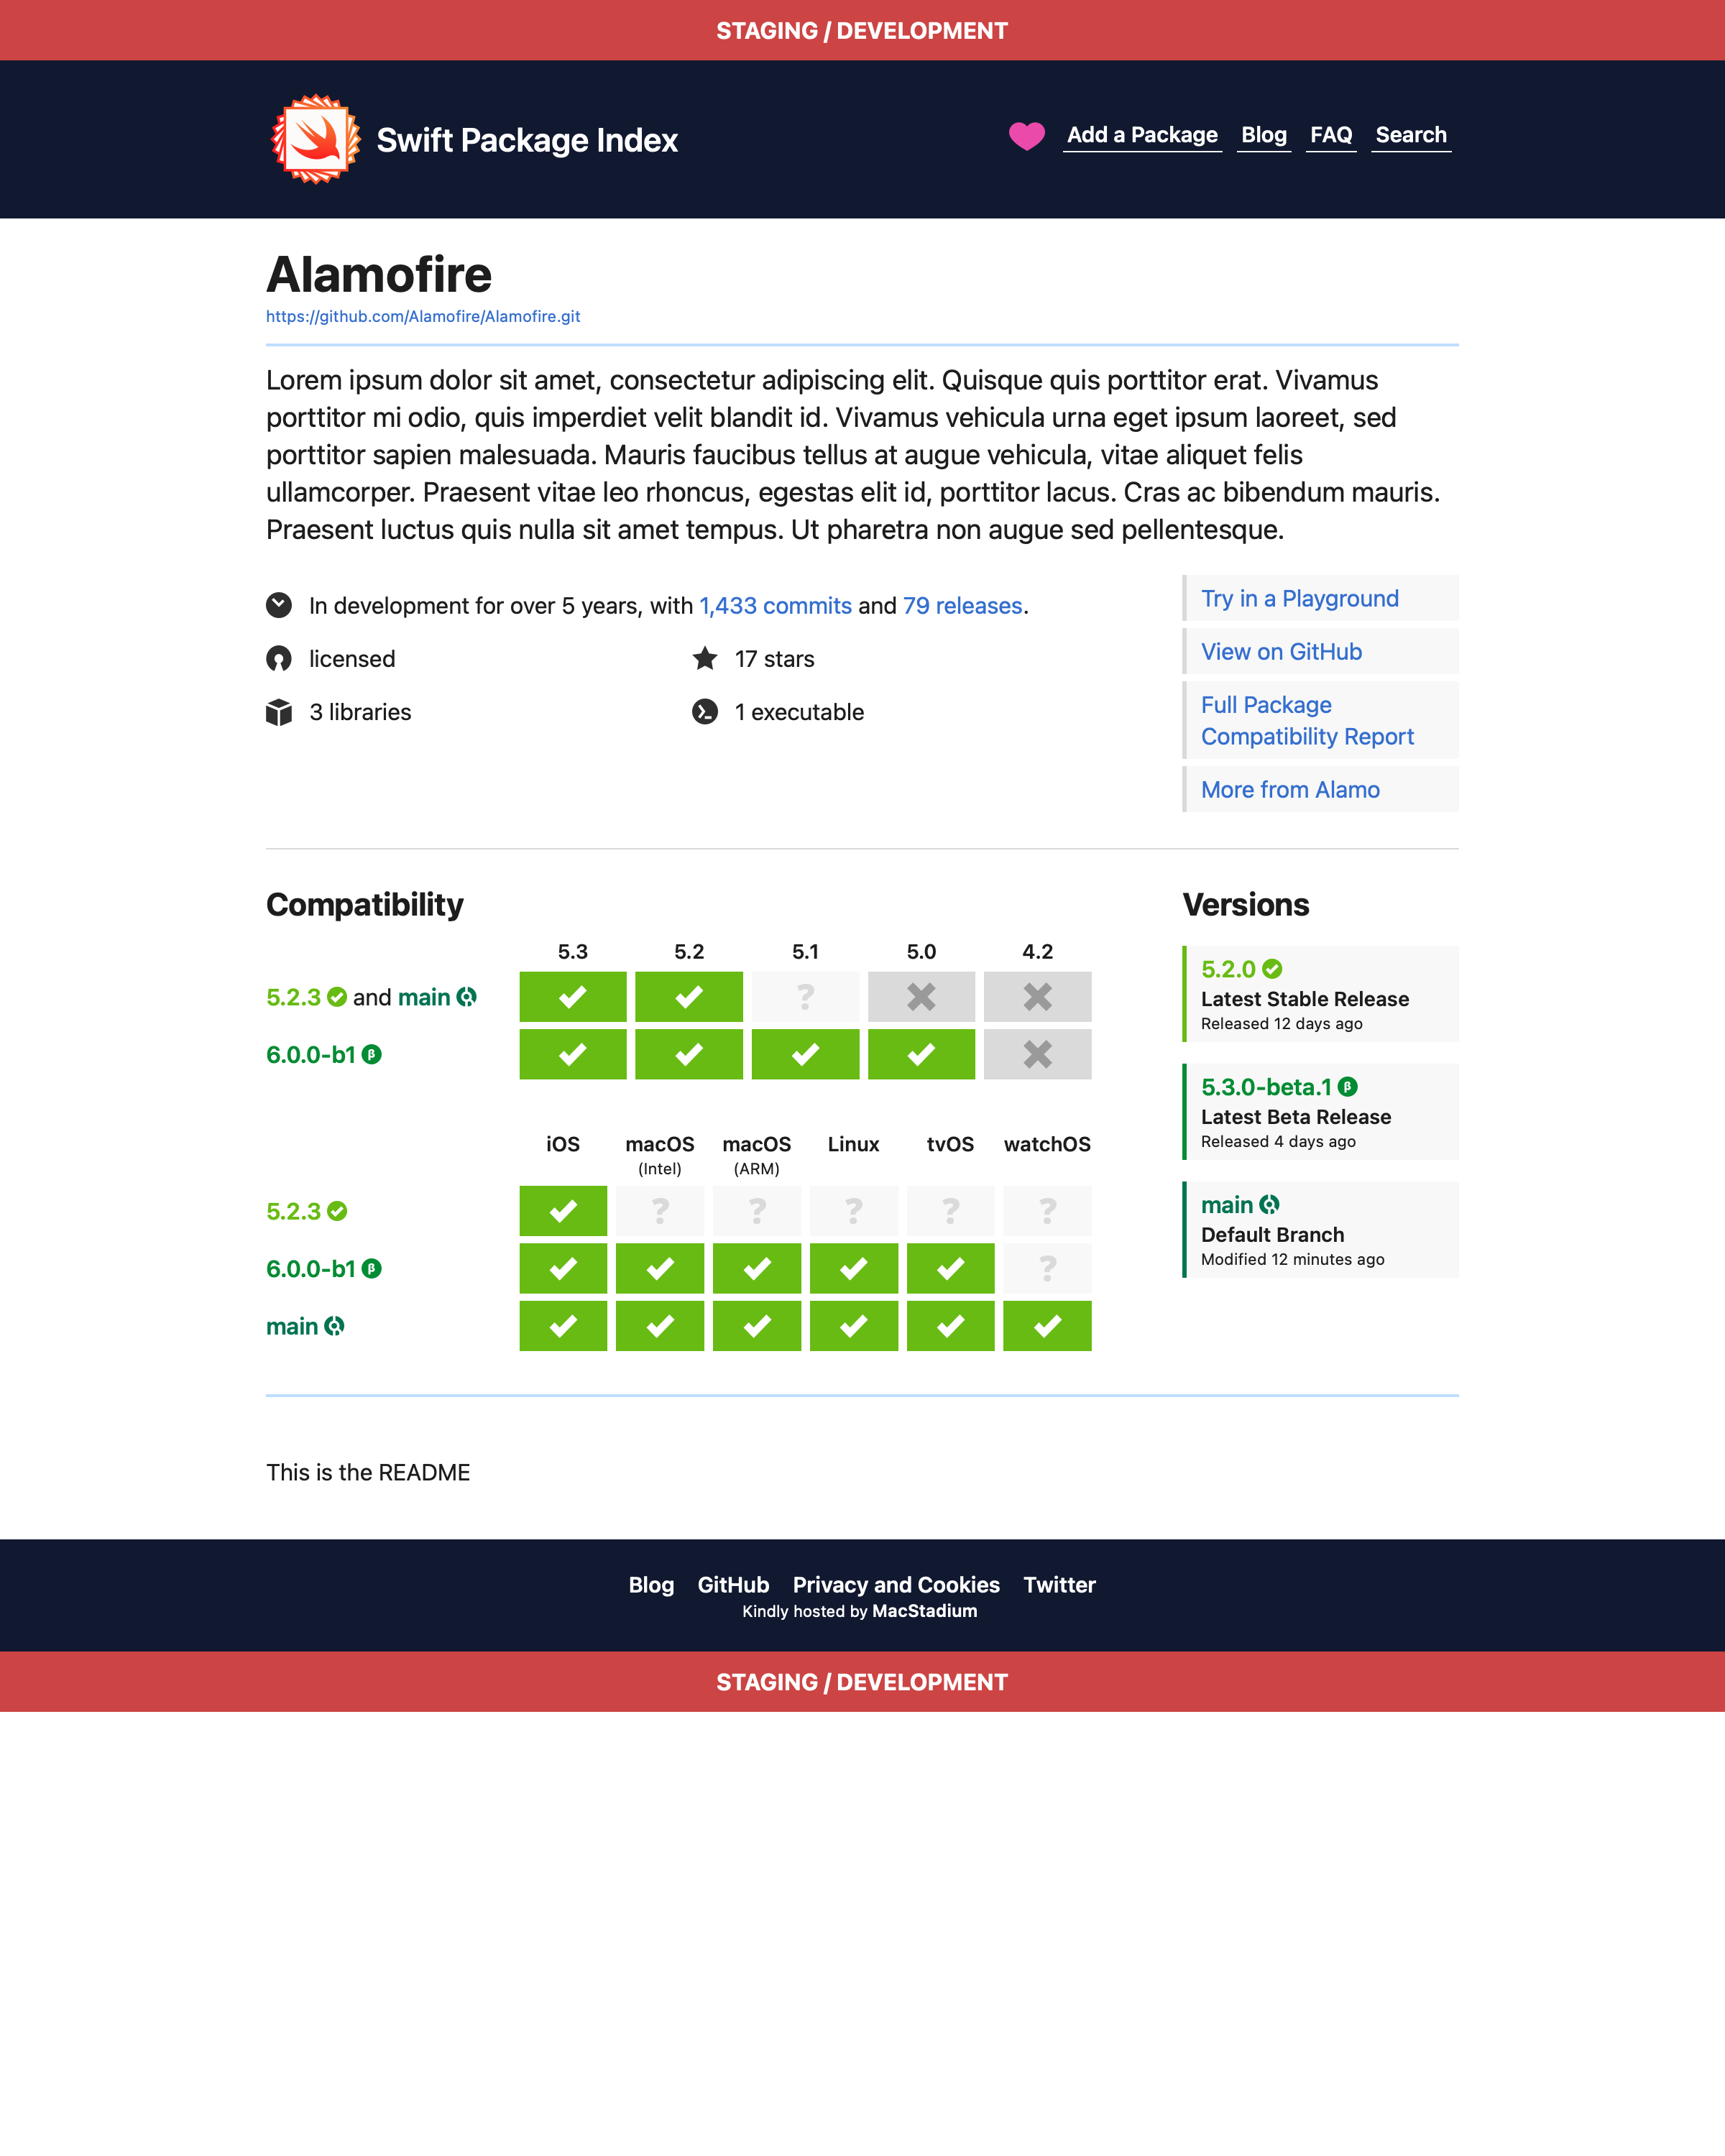 STAGING / DEVELOPMENT
Swift Package Index
Add a Package Blog FAQ Search
Alamofire
https://github.com/Alamofire/Alamofire.git
Lorem ipsum dolor sit amet, consectetur adipiscing elit. Quisque quis porttitor erat. Vivamus
porttitor mi odio, quis imperdiet velit blandit id. Vivamus vehicula urna eget ipsum laoreet, sed
porttitor sapien malesuada. Mauris faucibus tellus at augue vehicula, vitae aliquet felis
ullamcorper. Praesent vitae leo rhoncus, egestas elit id, porttitor lacus. Cras ac bibendum mauris.
Praesent luctus quis nulla sit amet tempus. Ut pharetra non augue sed pellentesque.
In development for over 5 years, with 1,433 commits and 79 releases.
licensed
17 stars
3 libraries
1 executable
Try in a Playground
View on GitHub
Full Package
Compatibility Report
More from Alamo
Compatibility
5.3 5.2 5.1 5.0 4.2
5.2.3 and main ?
6.0.0-b1 β
iOS macOS macOS Linux tvOS watchOS
(Intel) (ARM)
5.2.3 ? ? ? ? ?
6.0.0-b1 β ?
main
Versions
5.2.0
Latest Stable Release
Released 12 days ago
5.3.0-beta.1 β
Latest Beta Release
Released 4 days ago
main
Default Branch
Modified 12 minutes ago
This is the README
Blog GitHub Privacy and Cookies Twitter
Kindly hosted by MacStadium
STAGING / DEVELOPMENT